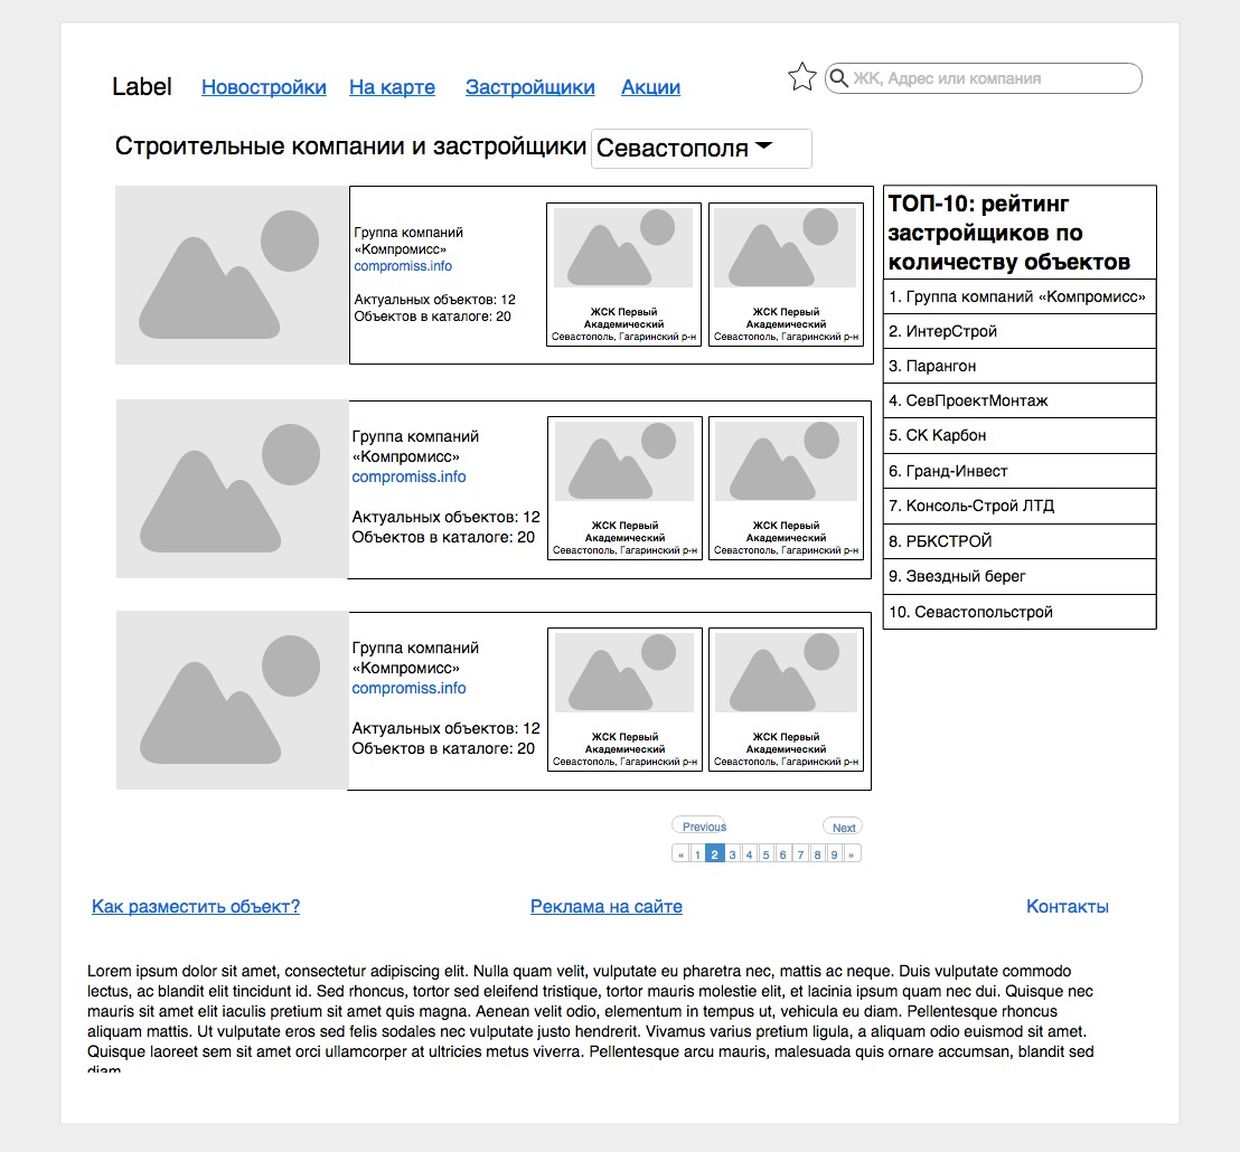 Label Новостройки На карте Застройщики Акции ЖК, Адрес или компания
Строительные компании и застройщики Севастополя
Группа компаний
«Компромисс»
compromiss.info
Актуальных объектов: 12
Объектов в каталоге: 20
ЖСК Первый
Академический
Севастополь, Гагаринский р-н
ЖСК Первый
Академический
Севастополь, Гагаринский р-н
Группа компаний
«Компромисс»
compromiss.info
Актуальных объектов: 12
Объектов в каталоге: 20
ЖСК Первый
Академический
Севастополь, Гагаринский р-н
ЖСК Первый
Академический
Севастополь, Гагаринский р-н
Группа компаний
«Компромисс»
compromiss.info
Актуальных объектов: 12
Объектов в каталоге: 20
ЖСК Первый
Академический
Севастополь, Гагаринский р-н
ЖСК Первый
Академический
Севастополь, Гагаринский р-н
ТОП-10: рейтинг
застройщиков по
количеству объектов
1. Группа компаний «Компромисс»
2. ИнтерСтрой
3. Парангон
4. СевПроектМонтаж
5. СК Карбон
6. Гранд-Инвест
7. Консоль-Строй ЛТД
8. РБКСТРОЙ
9. Звездный берег
10. Севастопольстрой
Previous Next
« 1 2 3 4 5 6 7 8 9 »
Как разместить объект? Реклама на сайте Контакты
Lorem ipsum dolor sit amet, consectetur adipiscing elit. Nulla quam velit, vulputate eu pharetra nec, mattis ac neque. Duis vulputate commodo
lectus, ac blandit elit tincidunt id. Sed rhoncus, tortor sed eleifend tristique, tortor mauris molestie elit, et lacinia ipsum quam nec dui. Quisque nec
mauris sit amet elit iaculis pretium sit amet quis magna. Aenean velit odio, elementum in tempus ut, vehicula eu diam. Pellentesque rhoncus
aliquam mattis. Ut vulputate eros sed felis sodales nec vulputate justo hendrerit. Vivamus varius pretium ligula, a aliquam odio euismod sit amet.
Quisque laoreet sem sit amet orci ullamcorper at ultricies metus viverra. Pellentesque arcu mauris, malesuada quis ornare accumsan, blandit sed
diam